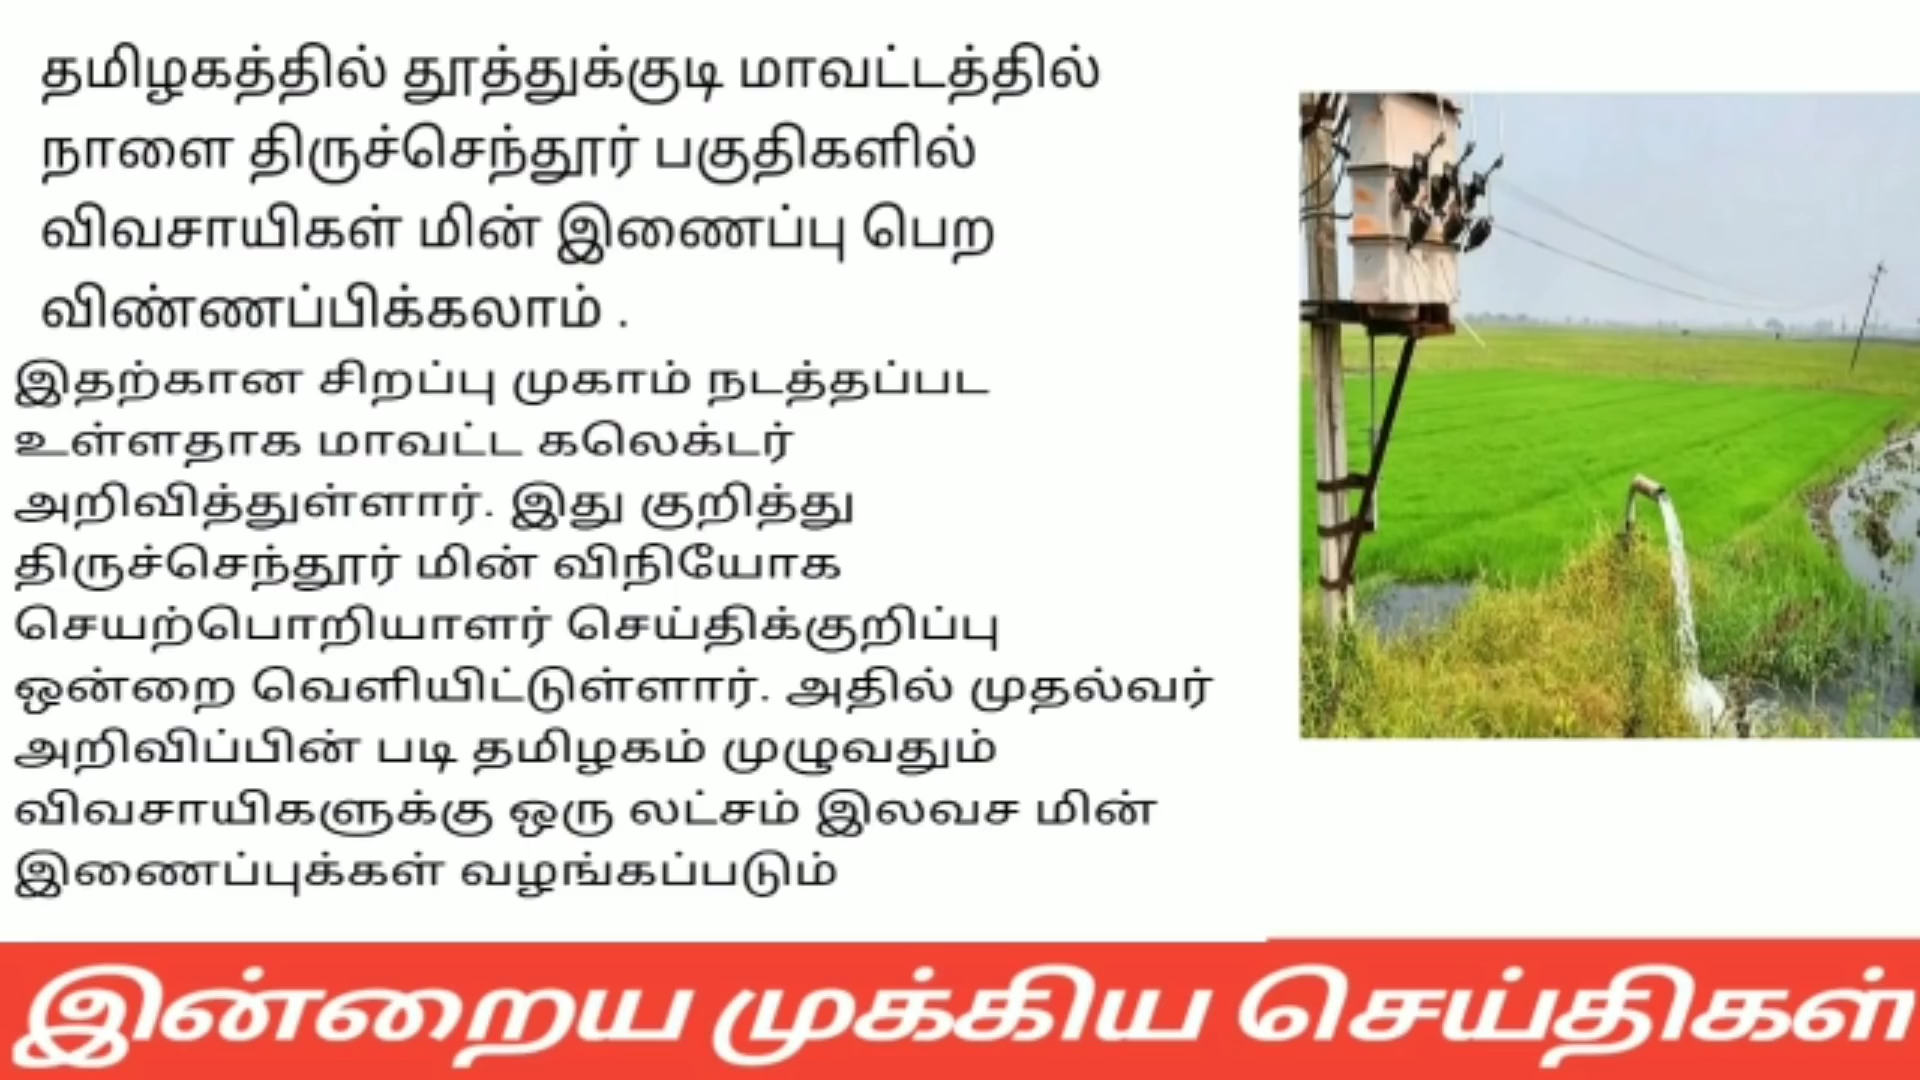 தமிழகத்தில் தூத்துக்குடி மாவட்டத்தில்
நாளை திருச்செந்தூர் பகுதிகளில்
விவசாயிகள் மின் இணைப்பு பெற
விண்ணப்பிக்கலாம் .
இதற்கான சிறப்பு முகாம் நடத்தப்பட
உள்ளதாக மாவட்ட கலெக்டர்
அறிவித்துள்ளார். இது குறித்து
திருச்செந்தூர் மின் விநியோக
செயற்பொறியாளர் செய்திக்குறிப்பு
ஒன்றை வெளியிட்டுள்ளார். அதில் முதல்வர்
அறிவிப்பின் படி தமிழகம் முழுவதும்
விவசாயிகளுக்கு ஒரு லட்சம் இலவச மின்
இணைப்புக்கள் வழங்கப்படும்
இன்றைய முக்கிய செய்திகள்